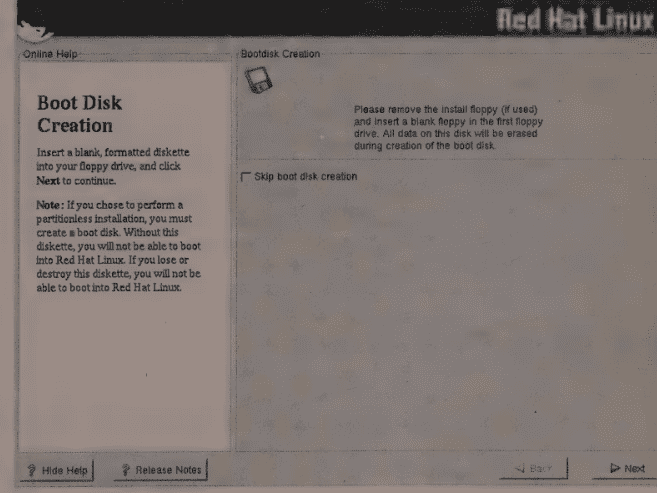 Red Hat Linux
Online Help
Boot Disk
Creation
Insert a blank, formatted diskette
into your floppy drive, and click
Next to continue.
Note: If you chose to perform a
partitionless installation, you must
create a boot disk. Without this
diskette, you will not be able to boot
into Red Hat Linux. If you lose or
destroy this diskette, you will not be
able to boot into Red Hat Linux.
Bootdisk Creation
Please remove the install floppy (if used)
and insert a blank floppy in the first floppy
drive. All data on this disk will be erased
during creation of the boot disk.
Skip boot disk creation
Hide Help
Release Notes
Back
Next